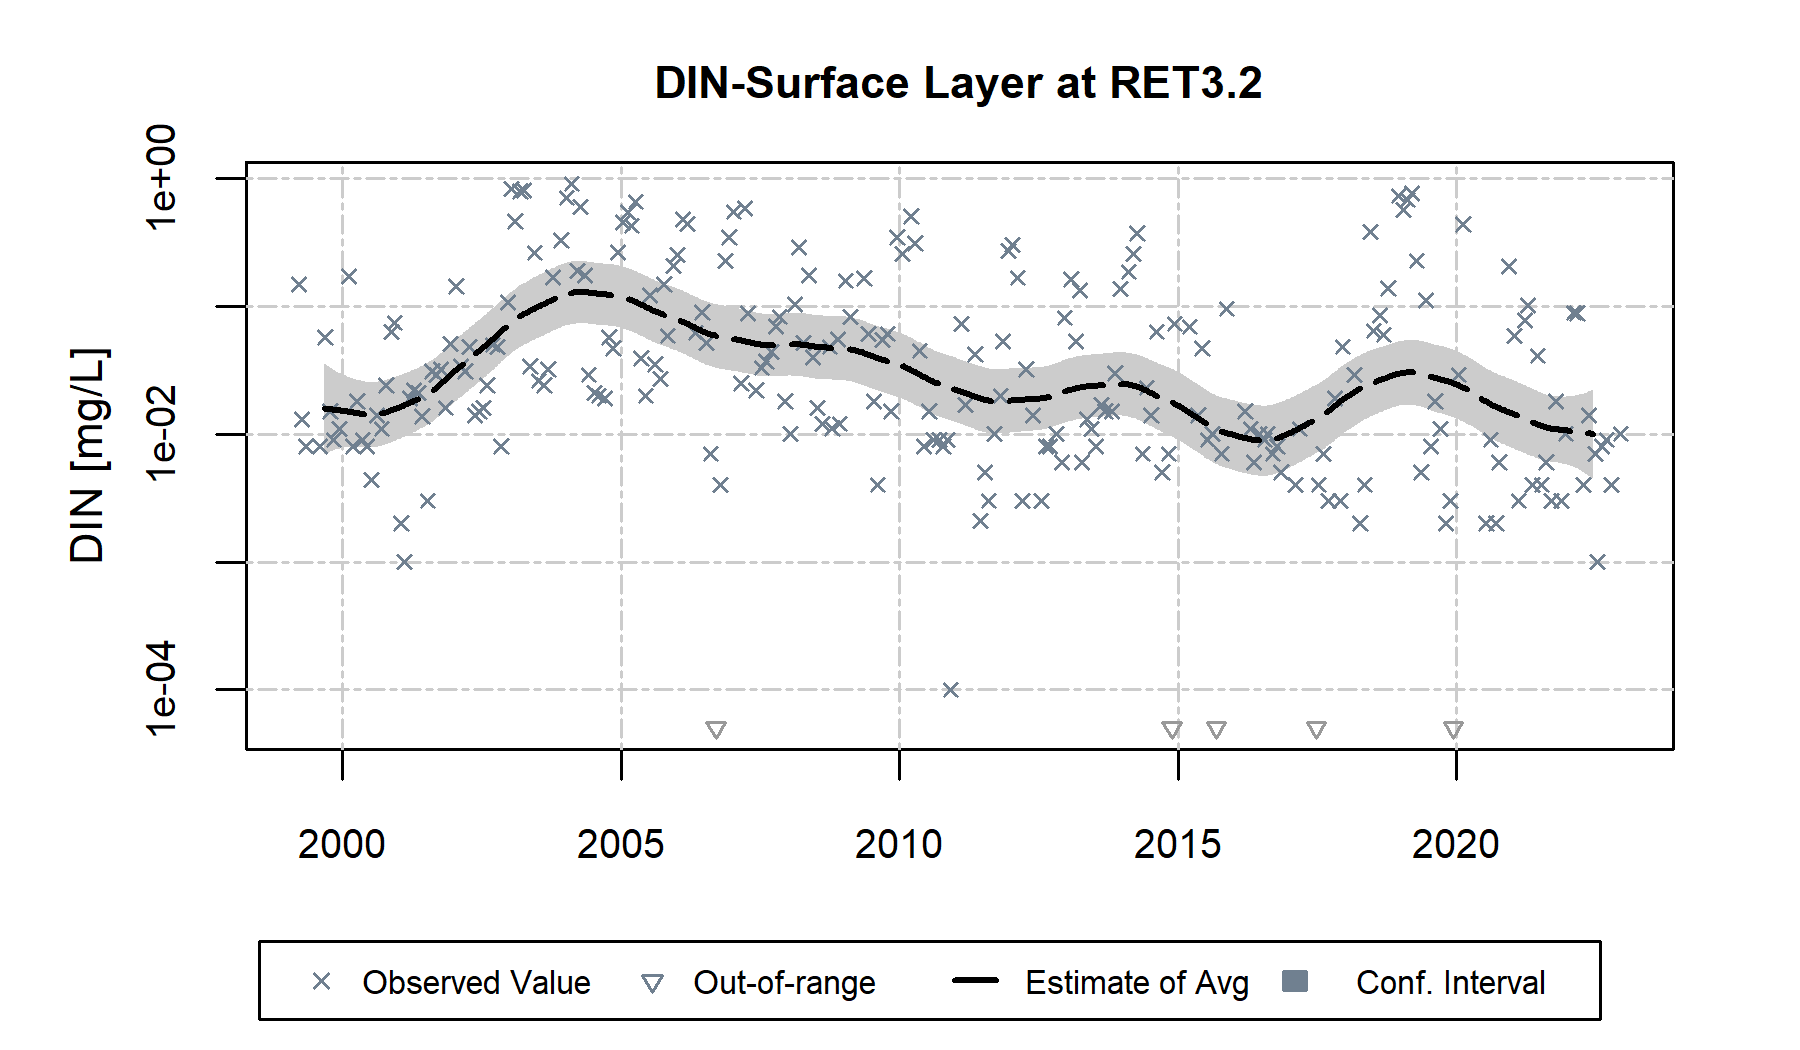 DIN-Surface Layer at RET3.2
DIN [mg/L]
1e+00
1e-02
1e-04
2000 2005 2010 2015 2020
Observed Value Out-of-range Estimate of Avg Conf. Interval